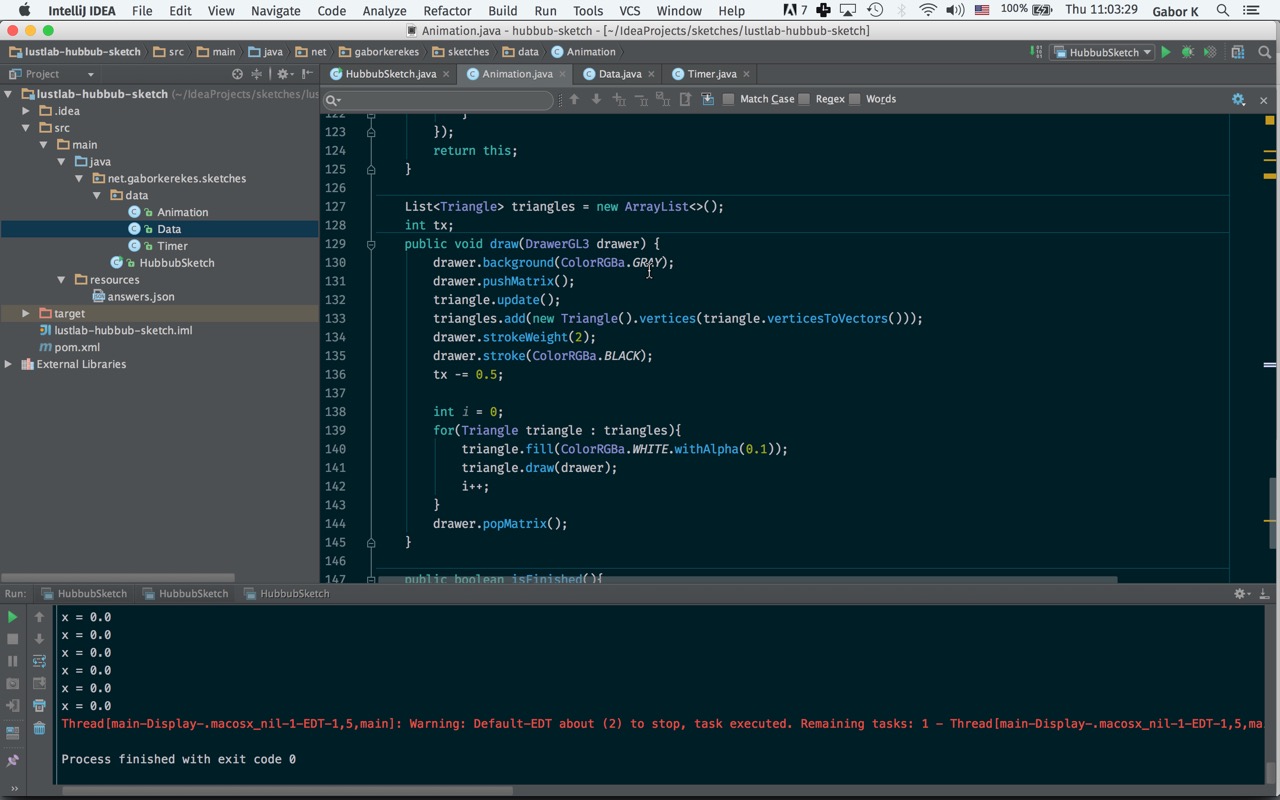 IntelliJ IDEA File Edit View Navigate Code Analyze Refactor Build Run Tools VCS Window Help 7 100% Thu 11:03:29 Gabor K
Animation.java - hubbub-sketch - [~/IdeaProjects/sketches/lustlab-hubbub-sketch]
lustlab-hubbub-sketch src main java net gaborkerekes sketches data Animation HubbubSketch
Project HubbubSketch.java Animation.java Data.java Timer.java
lustlab-hubbub-sketch (~/IdeaProjects/sketches/lus
Match Case Regex Words
.idea
src
main
java
net.gaborkerekes.sketches
data
Animation
Data
Timer
HubbubSketch
resources
answers.json
target
lustlab-hubbub-sketch.iml
pom.xml
External Libraries
122 }
123 });
124 return this;
125 }
126
127 List<Triangle> triangles = new ArrayList<>();
128 int tx;
129 public void draw(DrawerGL3 drawer) {
130 drawer.background(ColorRGBa.GRAY);
131 drawer.pushMatrix();
132 triangle.update();
133 triangles.add(new Triangle().vertices(triangle.verticesToVectors()));
134 drawer.strokeWeight(2);
135 drawer.stroke(ColorRGBa.BLACK);
136 tx -= 0.5;
137
138 int i = 0;
139 for(Triangle triangle : triangles){
140 triangle.fill(ColorRGBa.WHITE.withAlpha(0.1));
141 triangle.draw(drawer);
142 i++;
143 }
144 drawer.popMatrix();
145 }
146
147 public boolean isFinished(){
Run: HubbubSketch HubbubSketch HubbubSketch
x = 0.0
x = 0.0
x = 0.0
x = 0.0
x = 0.0
x = 0.0
Thread[main-Display-.macosx_nil-1-EDT-1,5,main]: Warning: Default-EDT about (2) to stop, task executed. Remaining tasks: 1 - Thread[main-Display-.macosx_nil-1-EDT-1,5,ma
Process finished with exit code 0